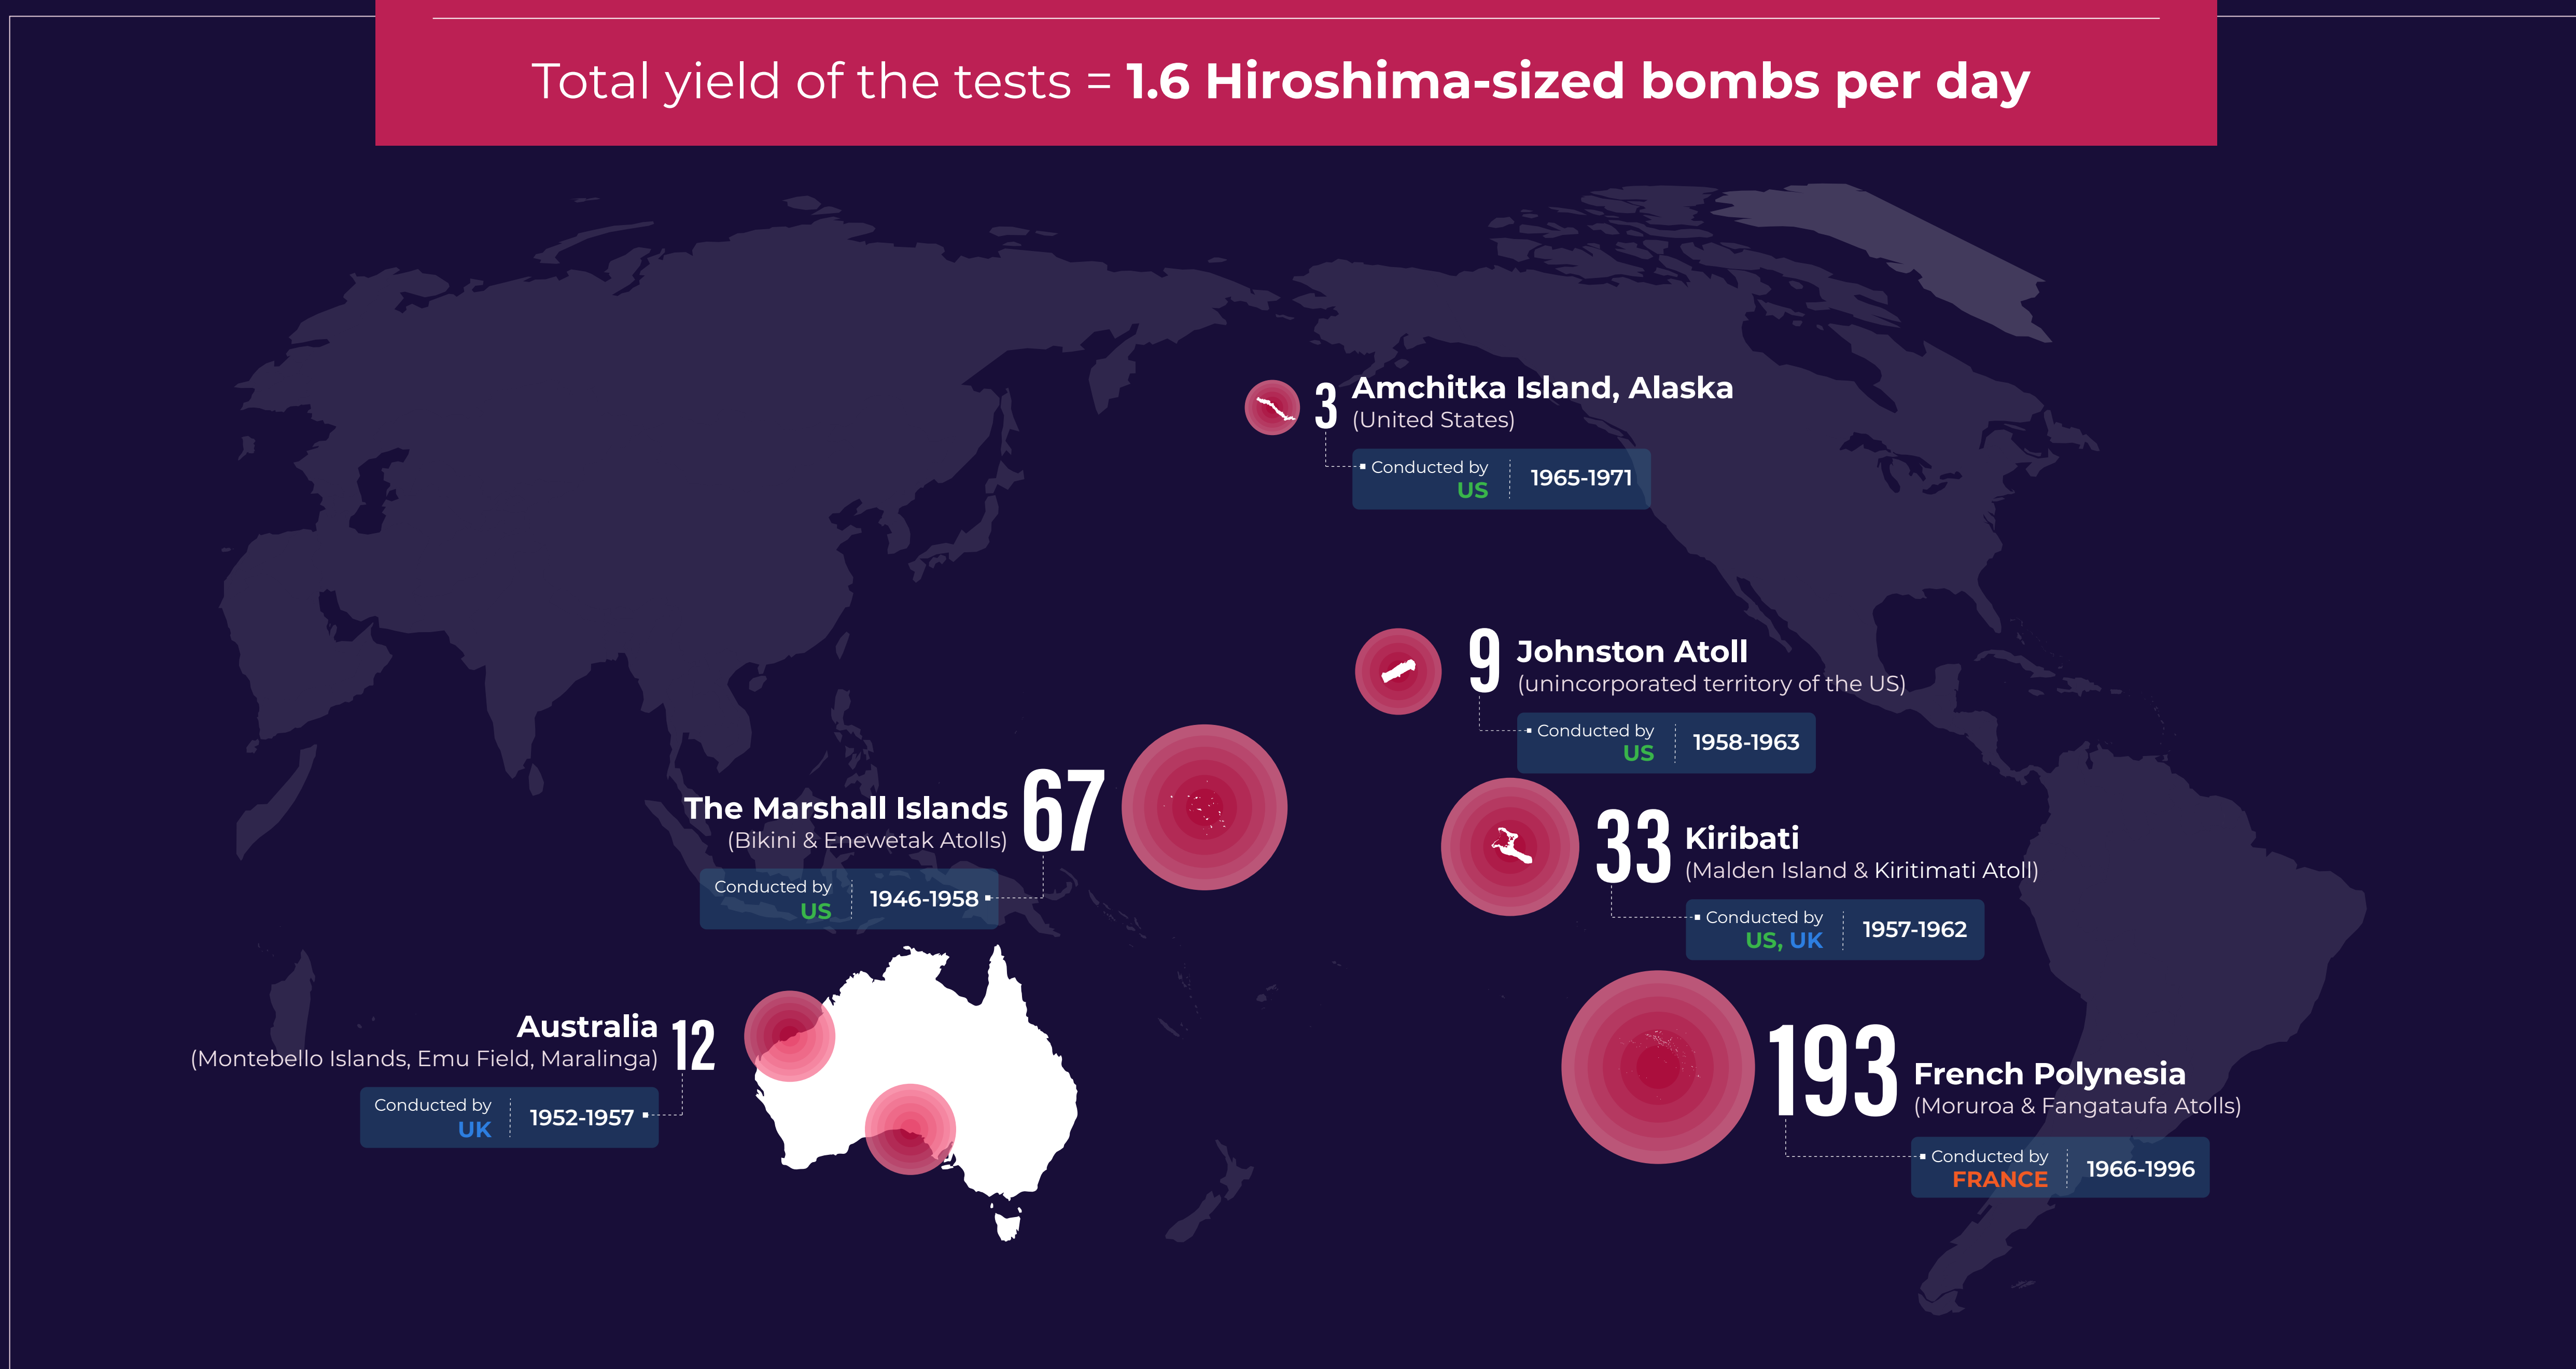 Total yield of the tests = 1.6 Hiroshima-sized bombs per day
3
Amchitka Island, Alaska
(United States)
Conducted by
US
1965-1971
9
Johnston Atoll
(unincorporated territory of the US)
Conducted by
US
1958-1963
67
The Marshall Islands
(Bikini & Enewetak Atolls)
Conducted by
US
1946-1958
33
Kiribati
(Malden Island & Kiritimati Atoll)
Conducted by
US, UK
1957-1962
Australia
(Montebello Islands, Emu Field, Maralinga)
12
Conducted by
UK
1952-1957
193
French Polynesia
(Moruroa & Fangataufa Atolls)
Conducted by
FRANCE
1966-1996